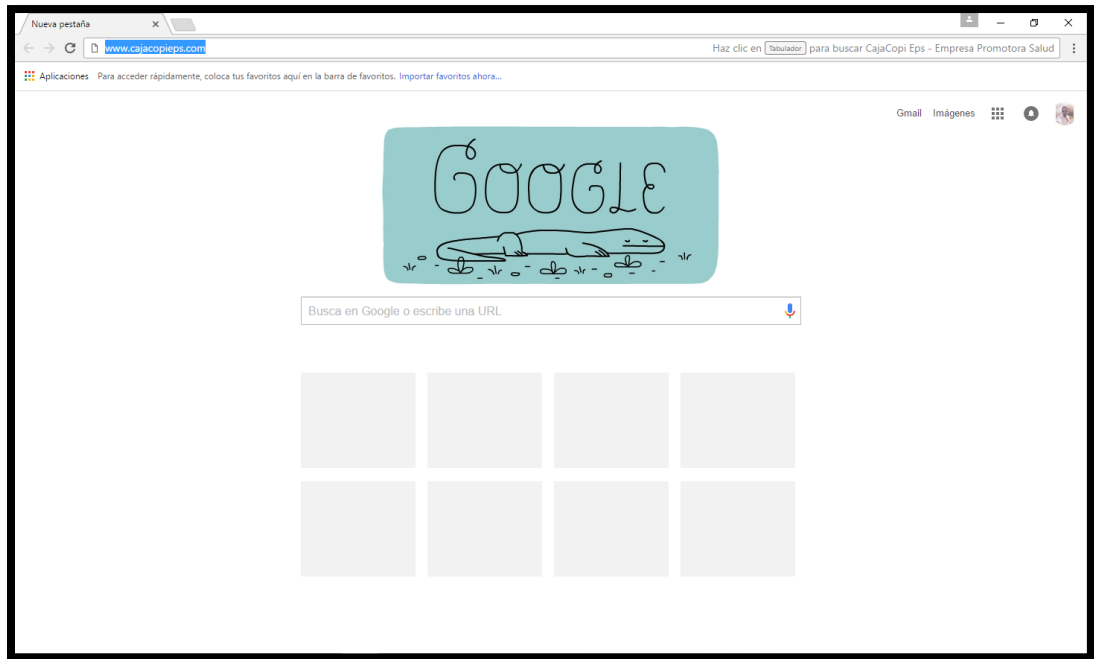 Nueva pestaña
www.cajacopieps.com
Haz clic en Tabulador para buscar CajaCopi Eps - Empresa Promotora Salud
Aplicaciones Para acceder rápidamente, coloca tus favoritos aquí en la barra de favoritos. Importar favoritos ahora...
Gmail Imágenes
GOOGLE
Busca en Google o escribe una URL